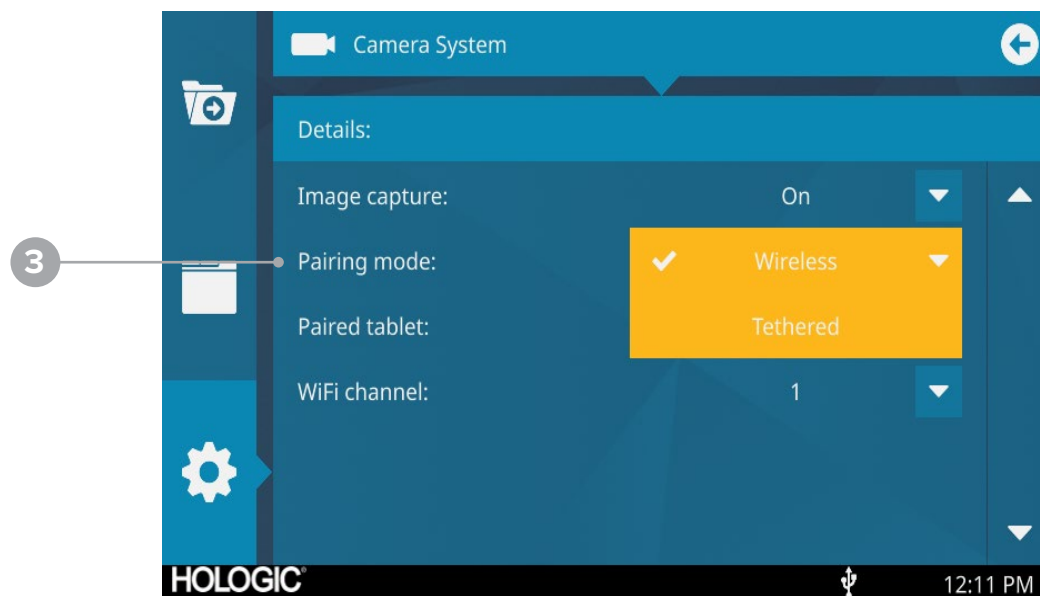 Camera System
Details:
Image capture: On
3 Pairing mode: Wireless
Paired tablet: Tethered
WiFi channel: 1
HOLOGIC® 12:11 PM